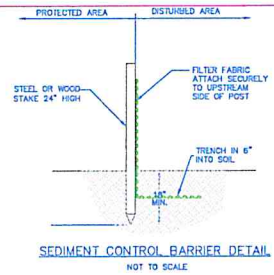 PROTECTED AREA
DISTURBED AREA
STEEL OR WOOD
STAKE 24" HIGH
FILTER FABRIC
ATTACH SECURELY
TO UPSTREAM
SIDE OF POST
TRENCH IN 6"
INTO SOIL
MIN.
SEDIMENT CONTROL BARRIER DETAIL
NOT TO SCALE